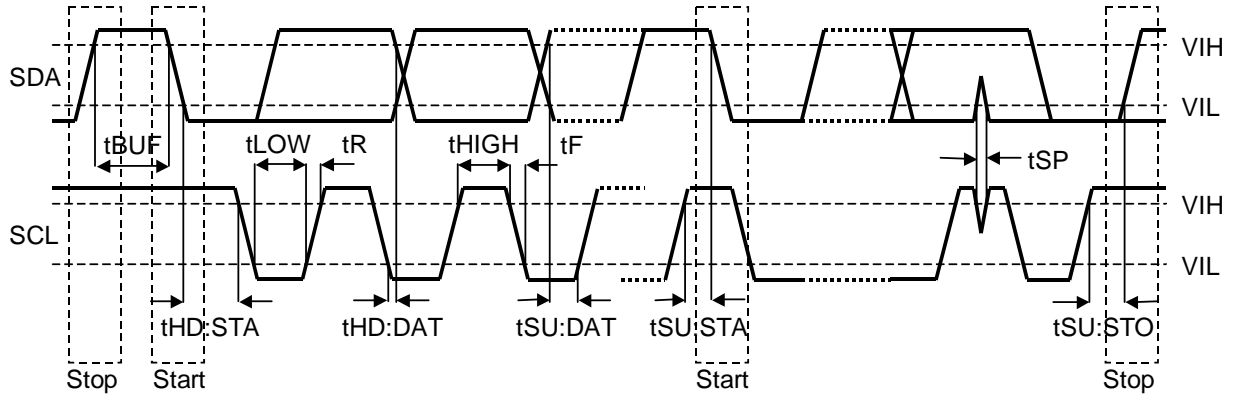 VIH
SDA
VIL
tBUF
tLOW
tR
tHIGH
tF
tSP
VIH
SCL
VIL
tHD:STA
tHD:DAT
tSU:DAT
tSU:STA
tSU:STO
Stop
Start
Start
Stop